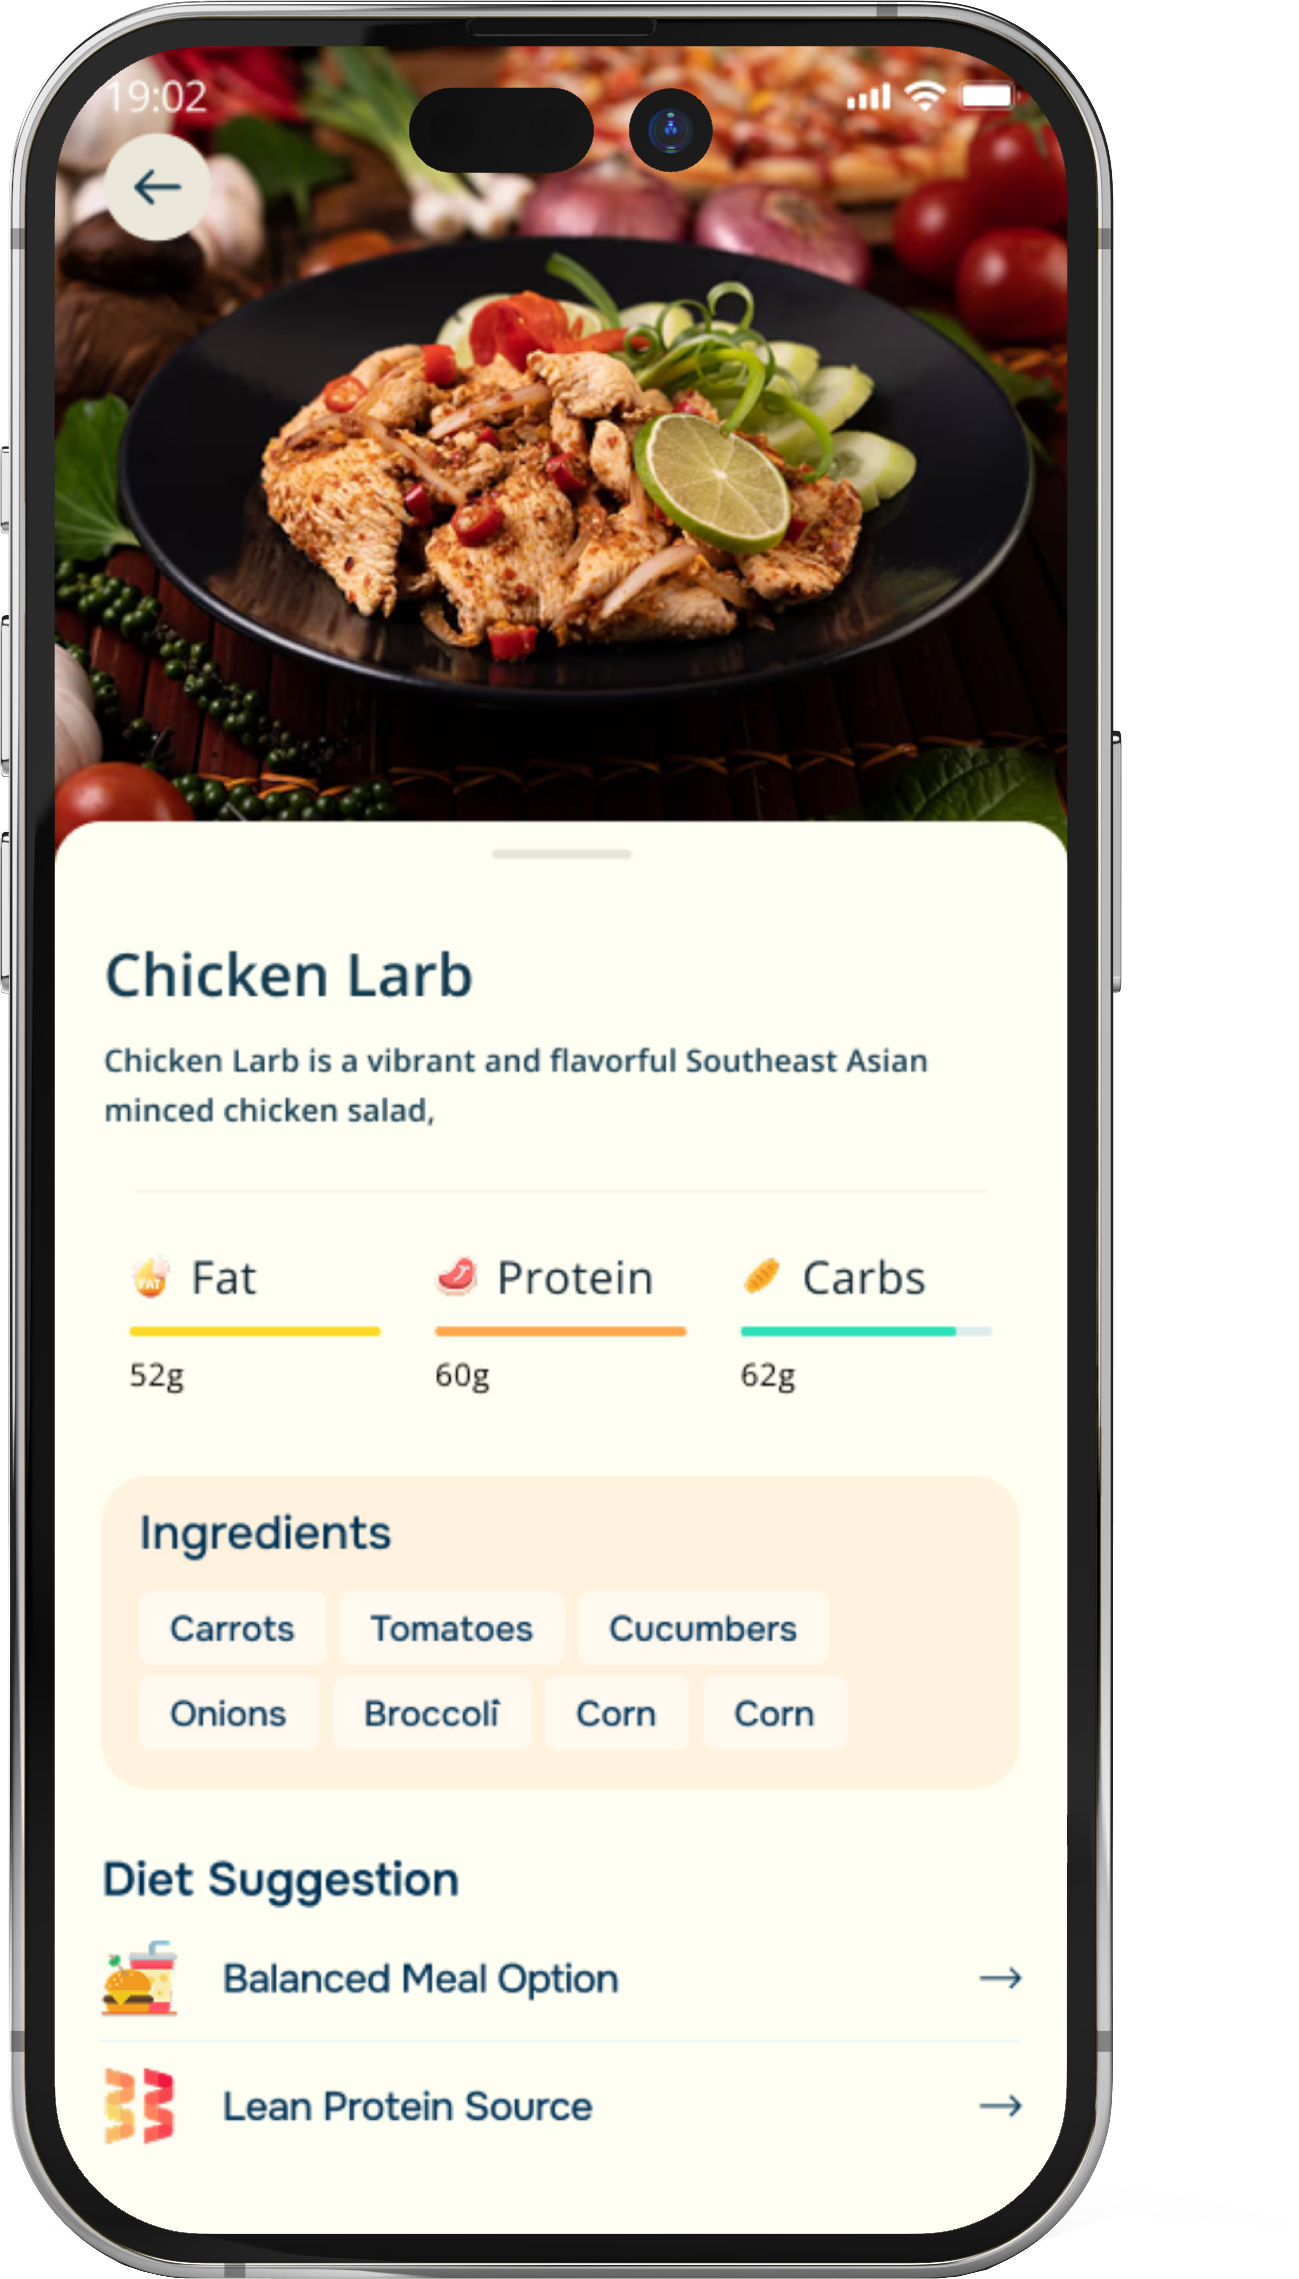 19:02
Chicken Larb
Chicken Larb is a vibrant and flavorful Southeast Asian
minced chicken salad,
FAT Fat Protein Carbs
52g 60g 62g
Ingredients
Carrots Tomatoes Cucumbers
Onions Broccoli Corn Corn
Diet Suggestion
Balanced Meal Option
Lean Protein Source